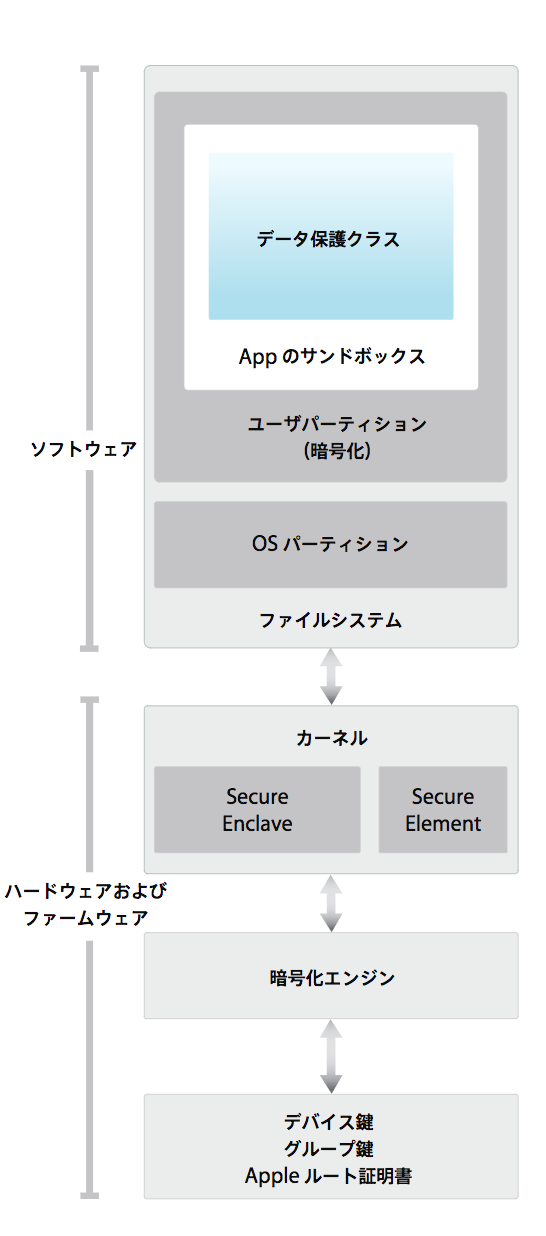 データ保護クラス
App のサンドボックス
ユーザパーティション
(暗号化)
ソフトウェア
OS パーティション
ファイルシステム
カーネル
Secure
Enclave
Secure
Element
ハードウェアおよび
ファームウェア
暗号化エンジン
デバイス鍵
グループ鍵
Apple ルート証明書